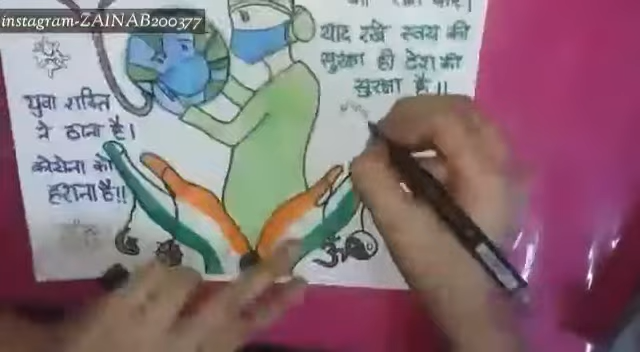 instagram-ZAINAB200377
याद रखे स्वयं की
सुरक्षा ही देश की
सुरक्षा है !!
युवा शक्ति
ने ठाना है।
कोरोना को
हराना है!!
ॐ